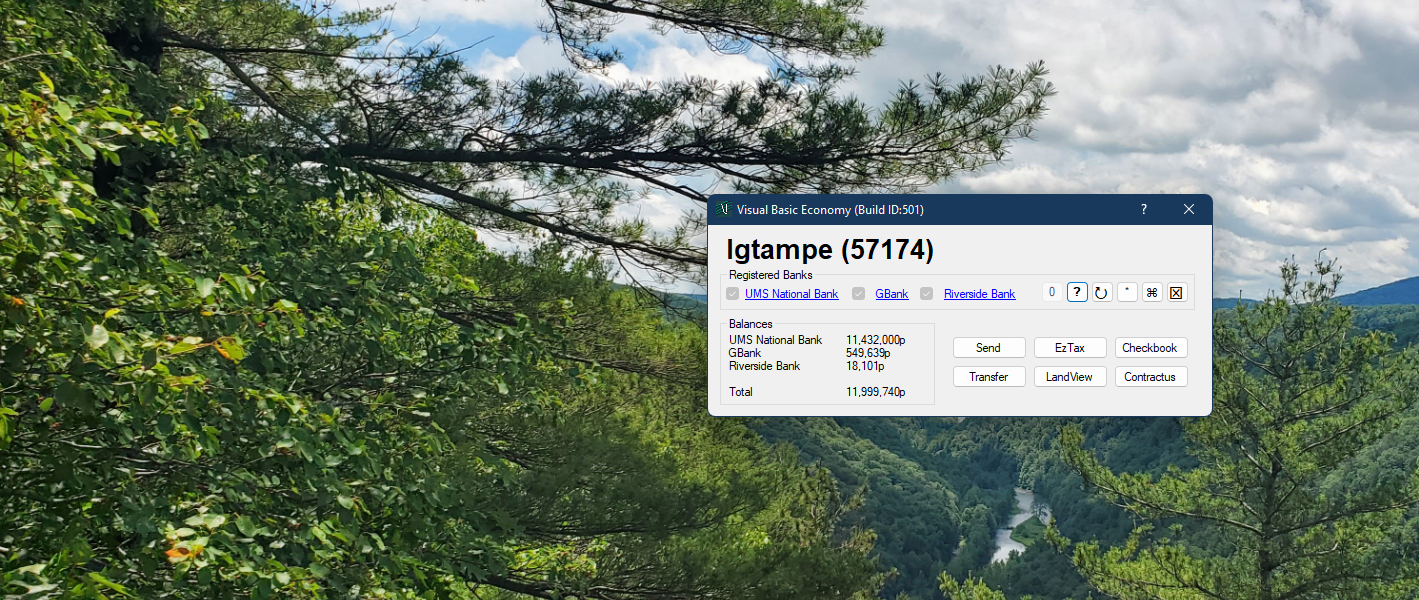 Visual Basic Economy (Build ID:501) ?
Igtampe (57174)
Registered Banks
UMS National Bank GBank Riverside Bank 0 ? * ⌘
Balances
UMS National Bank 11,432,000p
GBank 549,639p
Riverside Bank 18,101p
Total 11,999,740p
Send EzTax Checkbook
Transfer LandView Contractus